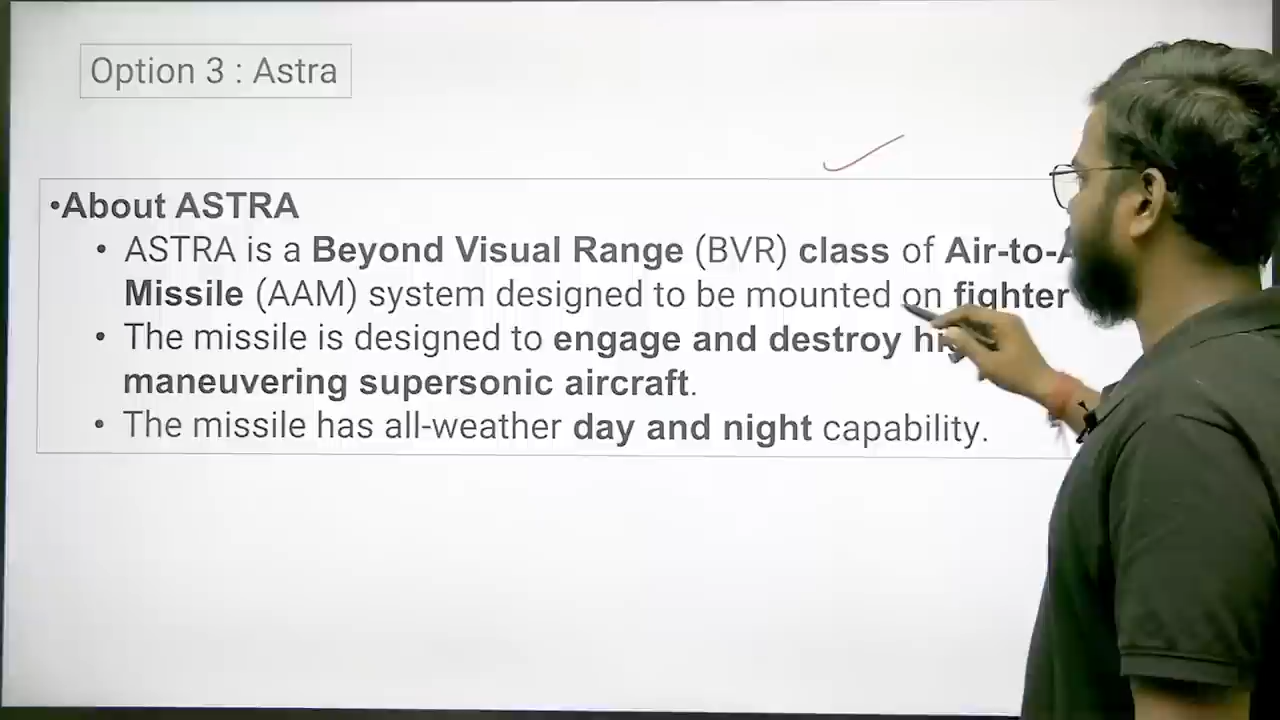 Option 3 : Astra
•About ASTRA
• ASTRA is a Beyond Visual Range (BVR) class of Air-to-
Missile (AAM) system designed to be mounted on fighter
• The missile is designed to engage and destroy
maneuvering supersonic aircraft.
• The missile has all-weather day and night capability.